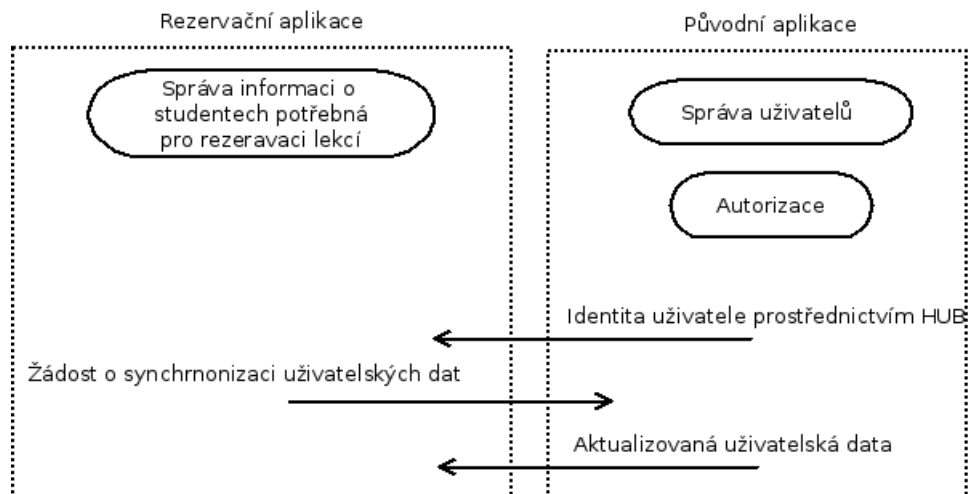 Rezervační aplikace
Původní aplikace
Správa informaci o
studentech potřebná
pro rezeravaci lekcí
Správa uživatelů
Autorizace
Identita uživatele prostřednictvím HUB
Žádost o synchrnonizaci uživatelských dat
Aktualizovaná uživatelská data